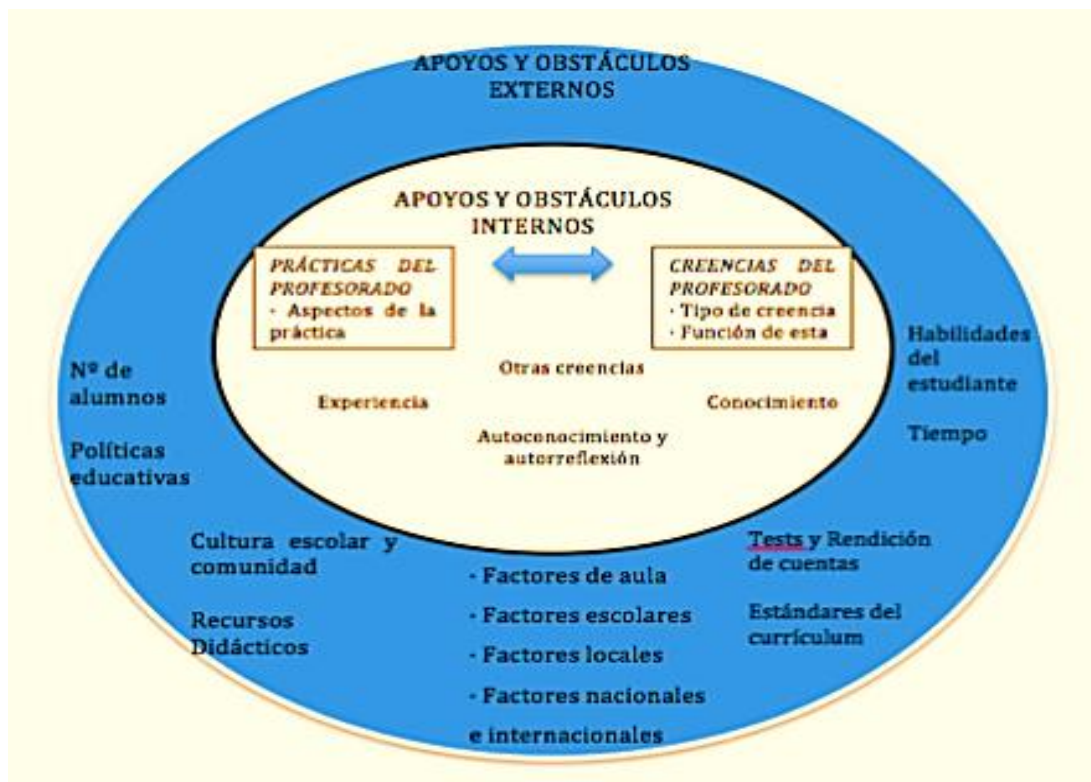 APOYOS Y OBSTÁCULOS
EXTERNOS
APOYOS Y OBSTÁCULOS
INTERNOS
PRÁCTICAS DEL
PROFESORADO
· Aspectos de la
práctica
CREENCIAS DEL
PROFESORADO
· Tipo de creencia
· Función de esta
Otras creencias
Experiencia
Conocimiento
Autoconocimiento y
autorreflexión
Nº de
alumnos
Políticas
educativas
Habilidades
del
estudiante
Tiempo
Cultura escolar y
comunidad
Recursos
Didácticos
- Factores de aula
- Factores escolares
- Factores locales
- Factores nacionales
e internacionales
Tests y Rendición
de cuentas
Estándares del
currículum